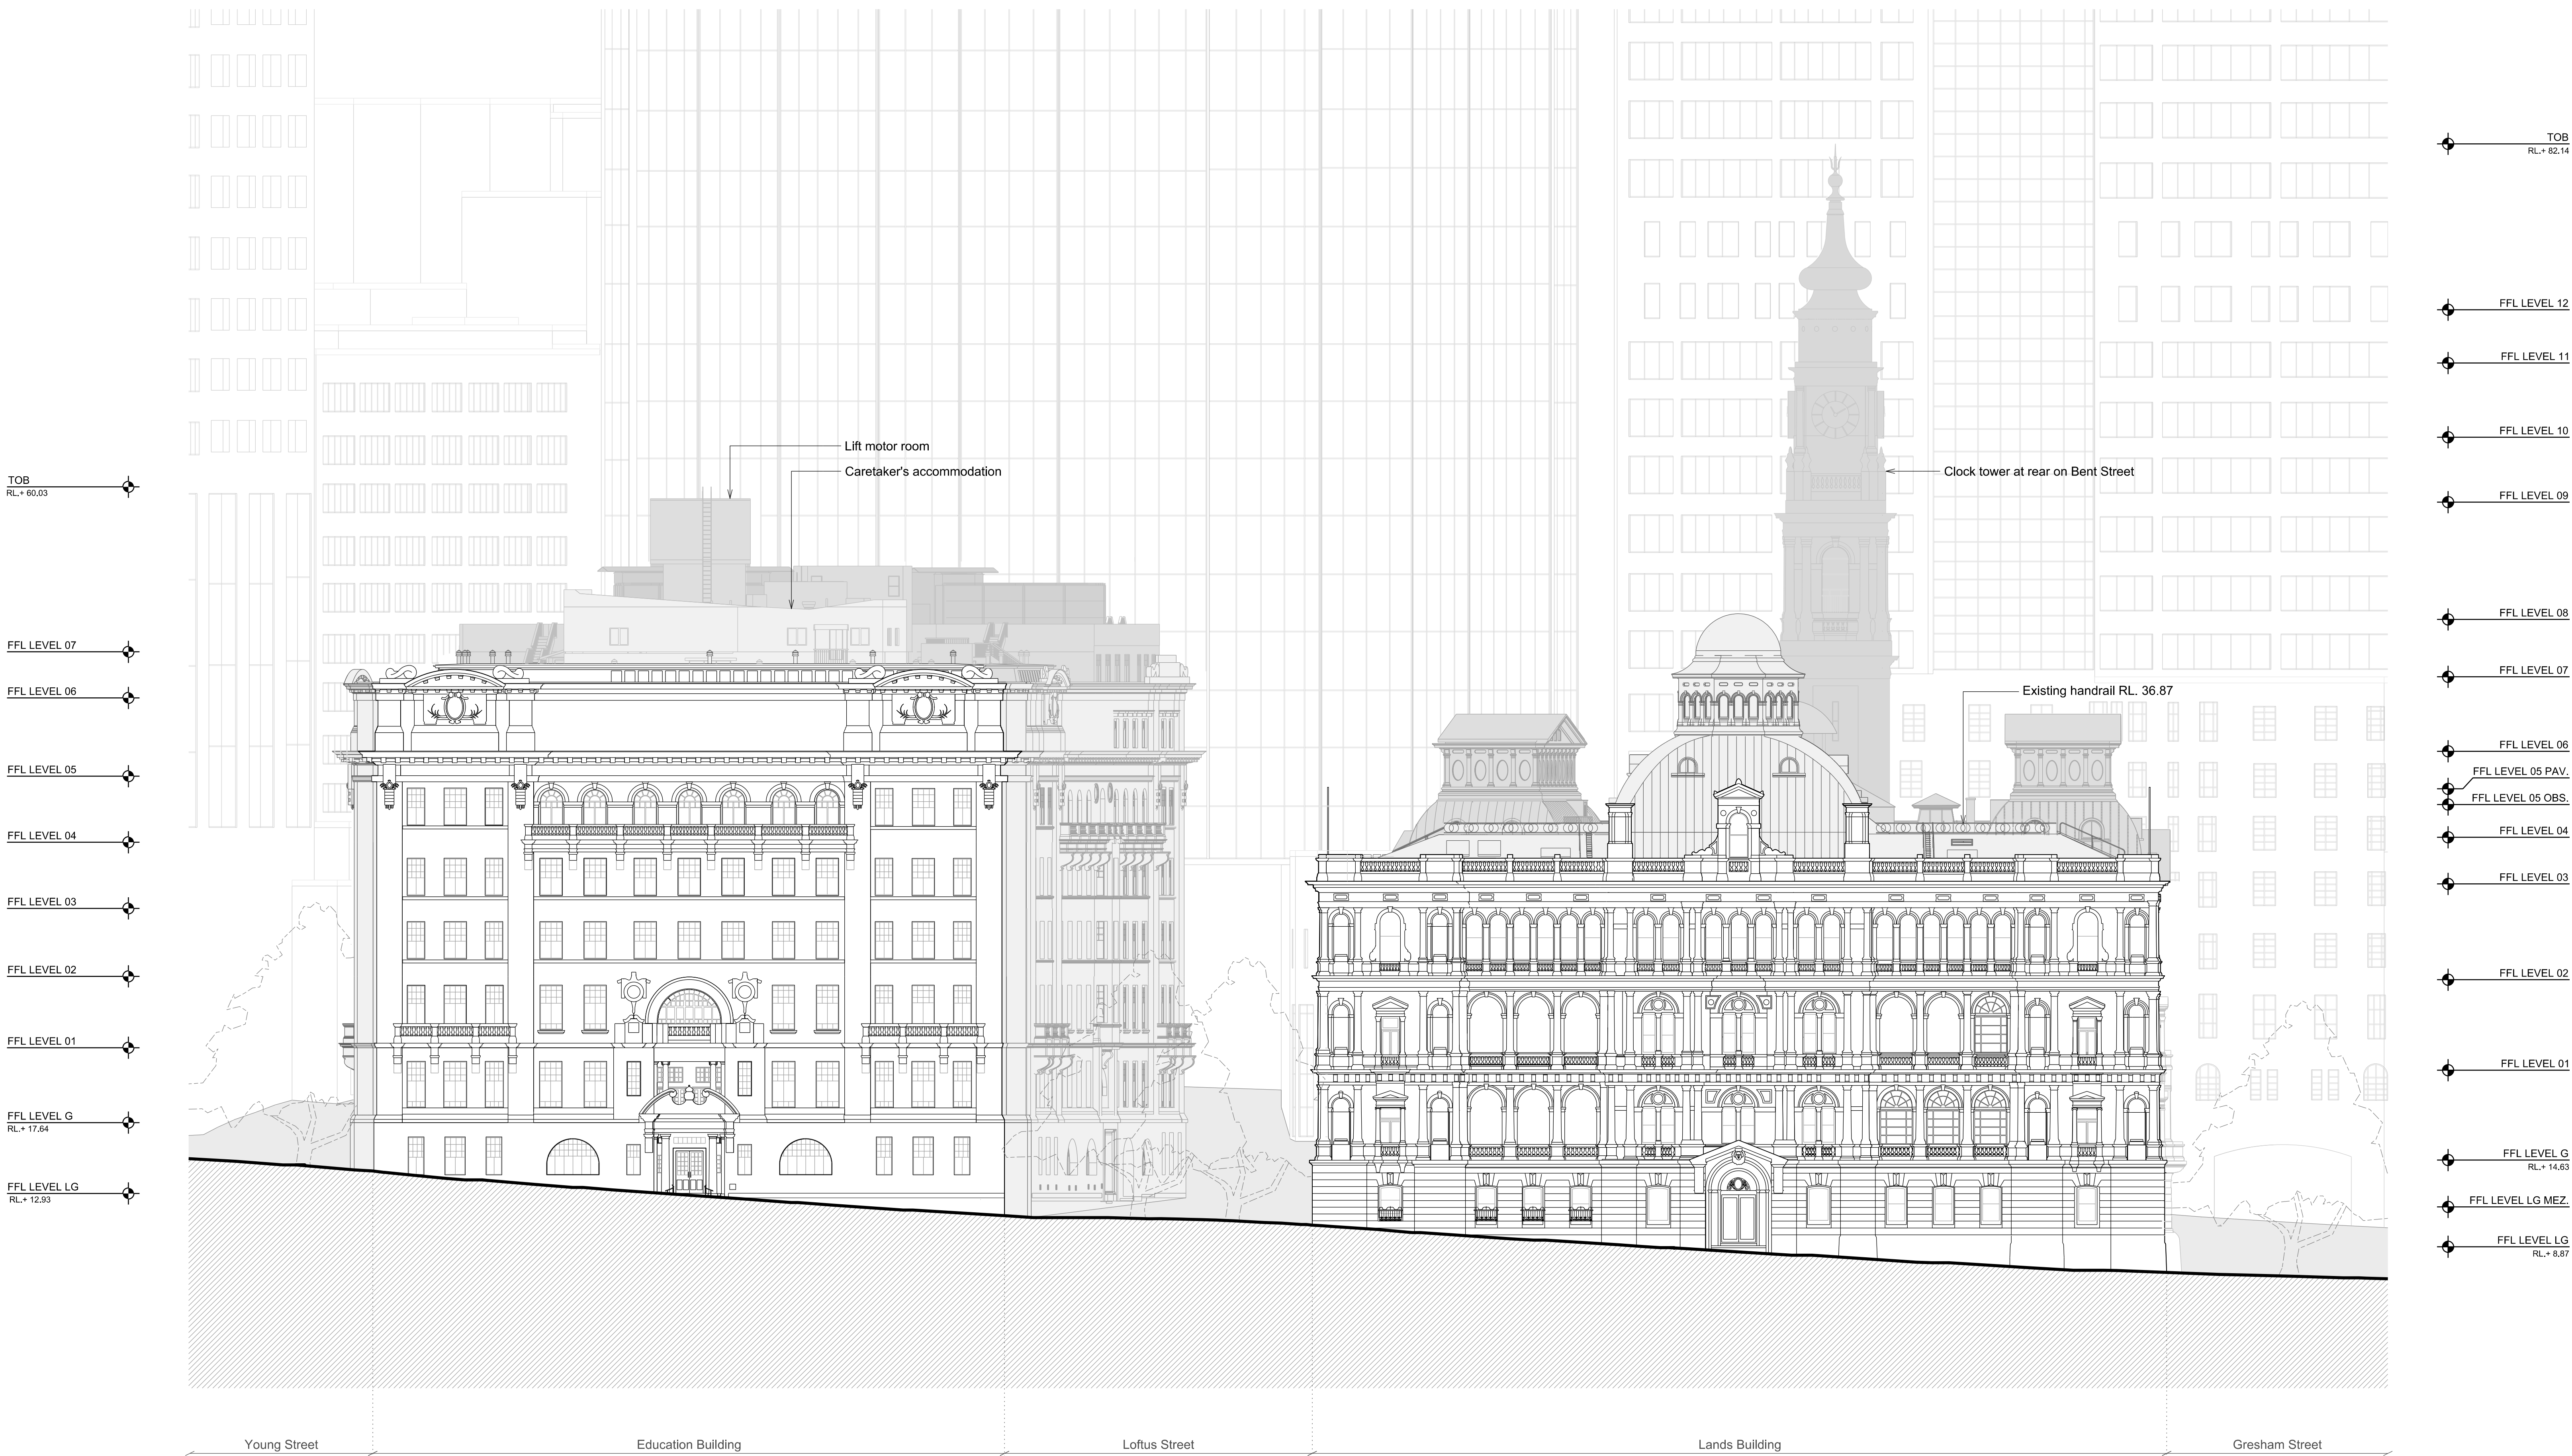 TOB
RL.+ 82.14
FFL LEVEL 12
FFL LEVEL 11
FFL LEVEL 10
Lift motor room
Caretaker's accommodation
Clock tower at rear on Bent Street
TOB
RL.+ 60.03
FFL LEVEL 09
FFL LEVEL 08
FFL LEVEL 07
FFL LEVEL 07
FFL LEVEL 06
Existing handrail RL. 36.87
FFL LEVEL 06
FFL LEVEL 05
FFL LEVEL 05 PAV.
FFL LEVEL 05 OBS.
FFL LEVEL 04
FFL LEVEL 04
FFL LEVEL 03
FFL LEVEL 03
FFL LEVEL 02
FFL LEVEL 02
FFL LEVEL 01
FFL LEVEL 01
FFL LEVEL G
RL.+ 17.64
FFL LEVEL G
RL.+ 14.63
FFL LEVEL LG
RL.+ 12.93
FFL LEVEL LG MEZ.
FFL LEVEL LG
RL.+ 8.87
Young Street
Education Building
Loftus Street
Lands Building
Gresham Street